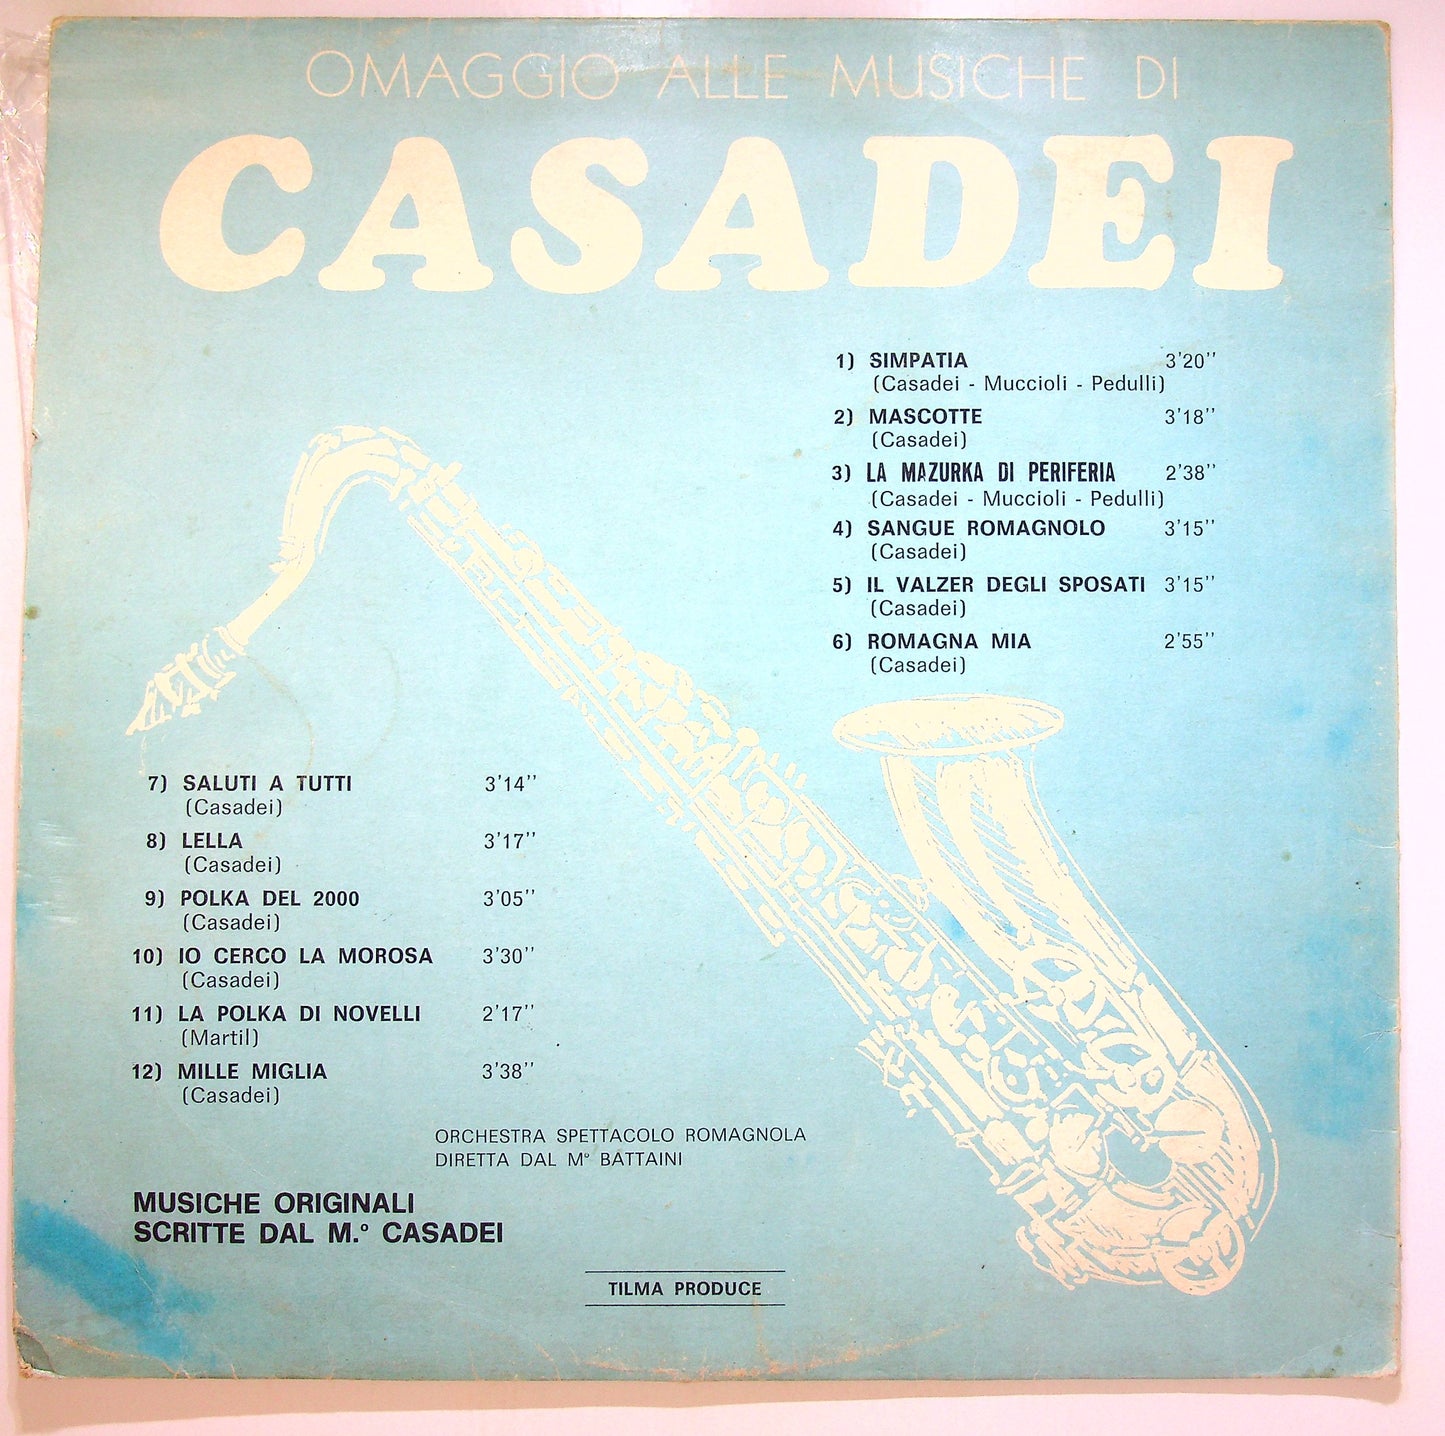 OMAGGIO ALLE MUSICHE DI
CASADEI
1) SIMPATIA 3'20''
(Casadei - Muccioli - Pedulli)
2) MASCOTTE 3'18''
(Casadei)
3) LA MAZURKA DI PERIFERIA 2'38''
(Casadei - Muccioli - Pedulli)
4) SANGUE ROMAGNOLO 3'15''
(Casadei)
5) IL VALZER DEGLI SPOSATI 3'15''
(Casadei)
6) ROMAGNA MIA 2'55''
(Casadei)
7) SALUTI A TUTTI 3'14''
(Casadei)
8) LELLA 3'17''
(Casadei)
9) POLKA DEL 2000 3'05''
(Casadei)
10) IO CERCO LA MOROSA 3'30''
(Casadei)
11) LA POLKA DI NOVELLI 2'17''
(Martil)
12) MILLE MIGLIA 3'38''
(Casadei)
ORCHESTRA SPETTACOLO ROMAGNOLA
DIRETTA DAL M° BATTAINI
MUSICHE ORIGINALI
SCRITTE DAL M.° CASADEI
TILMA PRODUCE